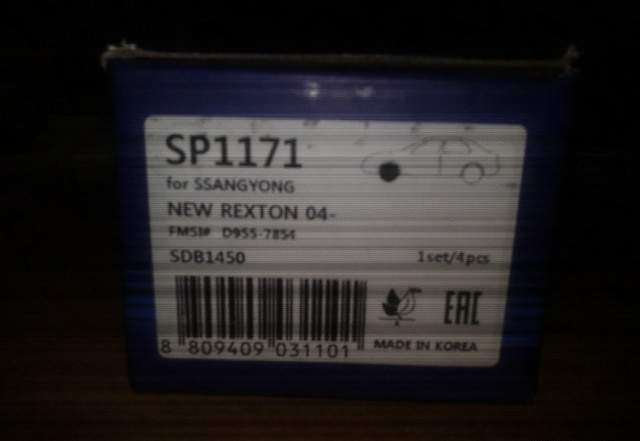 SP1171
for SSANGYONG
NEW REXTON 04-
FMSI# D955-7854
SDB1450
1set/4pcs
EAC
8 809409 031101
MADE IN KOREA